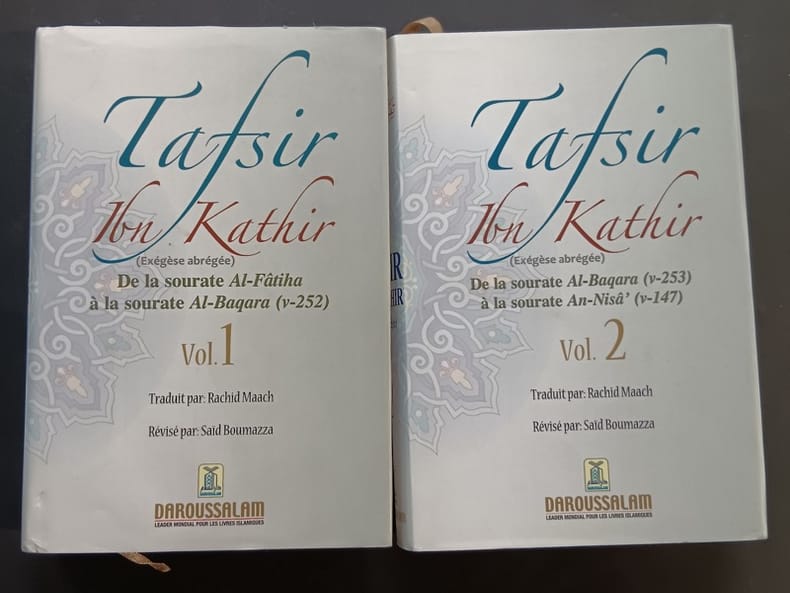 Tafsir
Ibn Kathir
(Exégèse abrégée)
De la sourate Al-Fâtiha
à la sourate Al-Baqara (v-252)
Vol. 1
Traduit par: Rachid Maach
Révisé par: Saïd Boumazza
DAROUSSALAM
LEADER MONDIAL POUR LES LIVRES ISLAMIQUES
Tafsir
Ibn Kathir
(Exégèse abrégée)
De la sourate Al-Baqara (v-253)
à la sourate An-Nisâ' (v-147)
Vol. 2
Traduit par: Rachid Maach
Révisé par: Saïd Boumazza
DAROUSSALAM
LEADER MONDIAL POUR LES LIVRES ISLAMIQUES